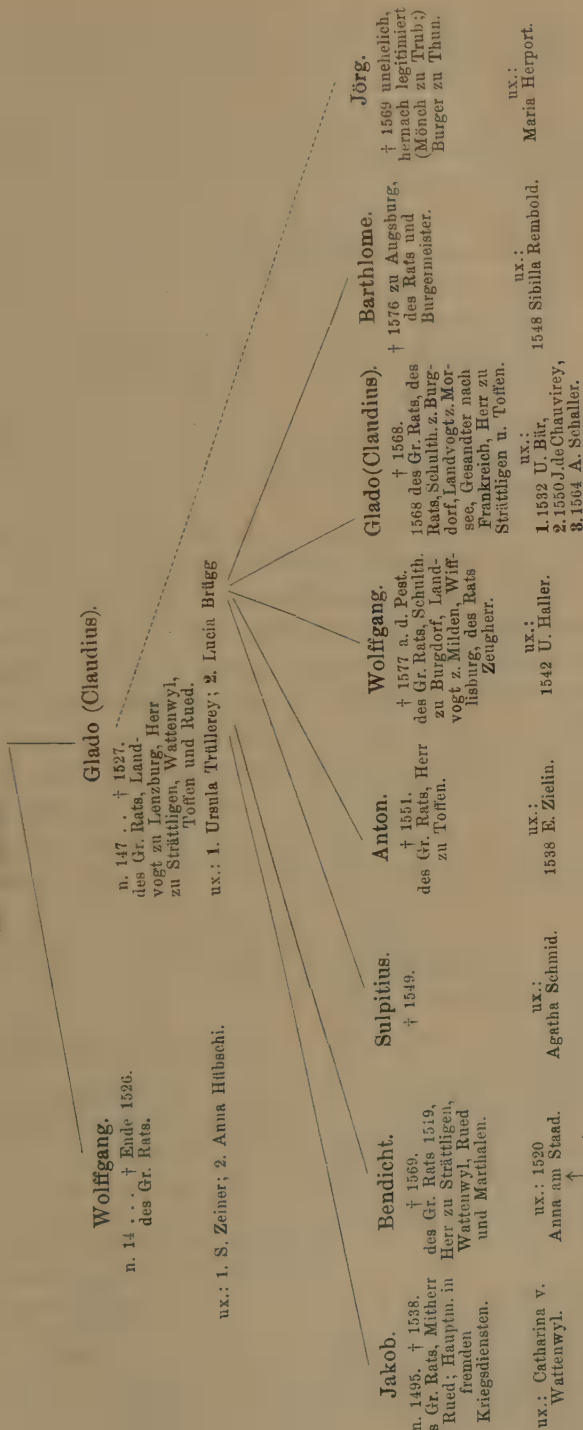 Wolffgang.
n. 14 . . . † Ende 1526.
des Gr. Rats.
ux.: 1. S. Zeiner; 2. Anna Hübschi.
Glado (Claudius).
n. 147 . . † 1527.
des Gr. Rats, Land-
vogt zu Lenzburg, Herr
zu Strättligen, Wattenwyl,
Toffen und Rued.
ux.: 1. Ursula Trüllerey; 2. Lucia Brügg
Jakob.
n. 1495. † 1538.
s Gr. Rats, Mitherr
Rued; Hauptm. in
fremden
Kriegsdiensten.
ux.: Catharina v.
Wattenwyl.
Bendicht.
† 1569.
des Gr. Rats 1519,
Herr zu Strättligen,
Wattenwyl, Rued
und Marthalen.
ux.: 1520
Anna am Staad.
↑
Sulpitius.
† 1549.
ux.:
Agatha Schmid.
Anton.
† 1551.
des Gr. Rats, Herr
zu Toffen.
ux.:
1538 E. Zielin.
Wolffgang.
† 1577 a. d. Pest.
des Gr. Rats, Schulth.
zu Burgdorf, Land-
vogt z. Milden, Wiff-
lisburg, des Rats
Zeugherr.
ux.:
1542 U. Haller.
Glado(Claudius).
† 1568.
1568 des Gr. Rats, des
Rats, Schulth. z. Burg-
dorf, Landvogt z. Mor-
see, Gesandter nach
Frankreich, Herr zu
Strättligen u. Toffen.
ux.:
1. 1532 U. Bär,
2. 1550 J. de Chauvirey,
3. 1564 A. Schaller.
Barthlome.
† 1576 zu Augsburg,
des Rats und
Burgermeister.
ux.:
1548 Sibilla Rembold.
Jörg.
† 1569 unehelich,
hernach legitimiert
(Mönch zu Trub;)
Burger zu Thun.
ux.:
Maria Herport.